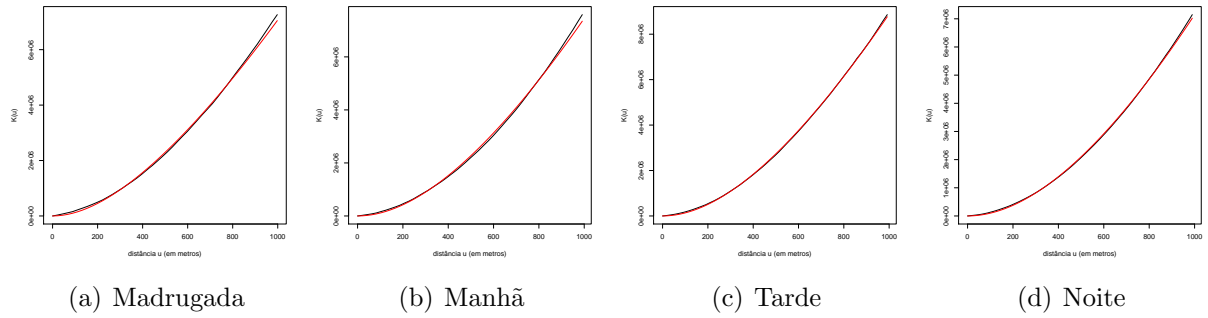 K(u)
0e+00 2e+06 4e+06 6e+06
0 200 400 600 800 1000
distância u (em metros)
(a) Madrugada
K(u)
0e+00 2e+06 4e+06 6e+06
0 200 400 600 800 1000
distância u (em metros)
(b) Manhã
K(u)
0e+00 2e+06 4e+06 6e+06 8e+06
0 200 400 600 800 1000
distância u (em metros)
(c) Tarde
K(u)
0e+00 1e+06 2e+06 3e+06 4e+06 5e+06 6e+06 7e+06
0 200 400 600 800 1000
distância u (em metros)
(d) Noite